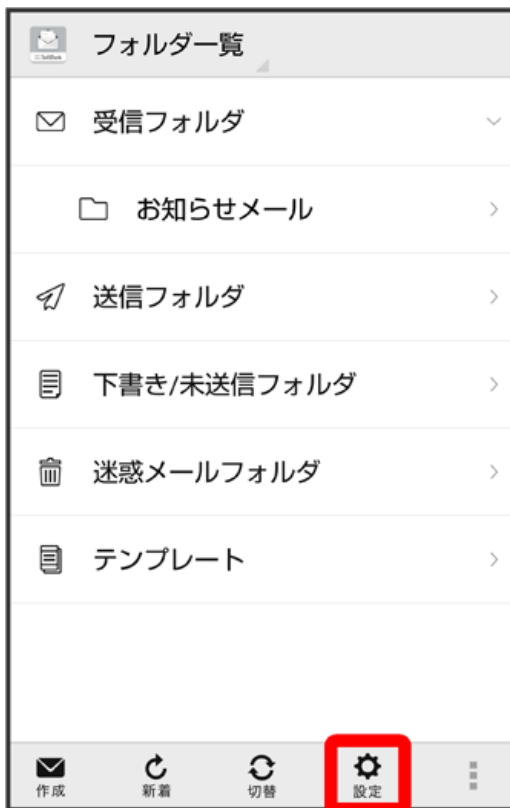 フォルダ一覧
受信フォルダ
お知らせメール
送信フォルダ
下書き/未送信フォルダ
迷惑メールフォルダ
テンプレート
作成 新着 切替 設定